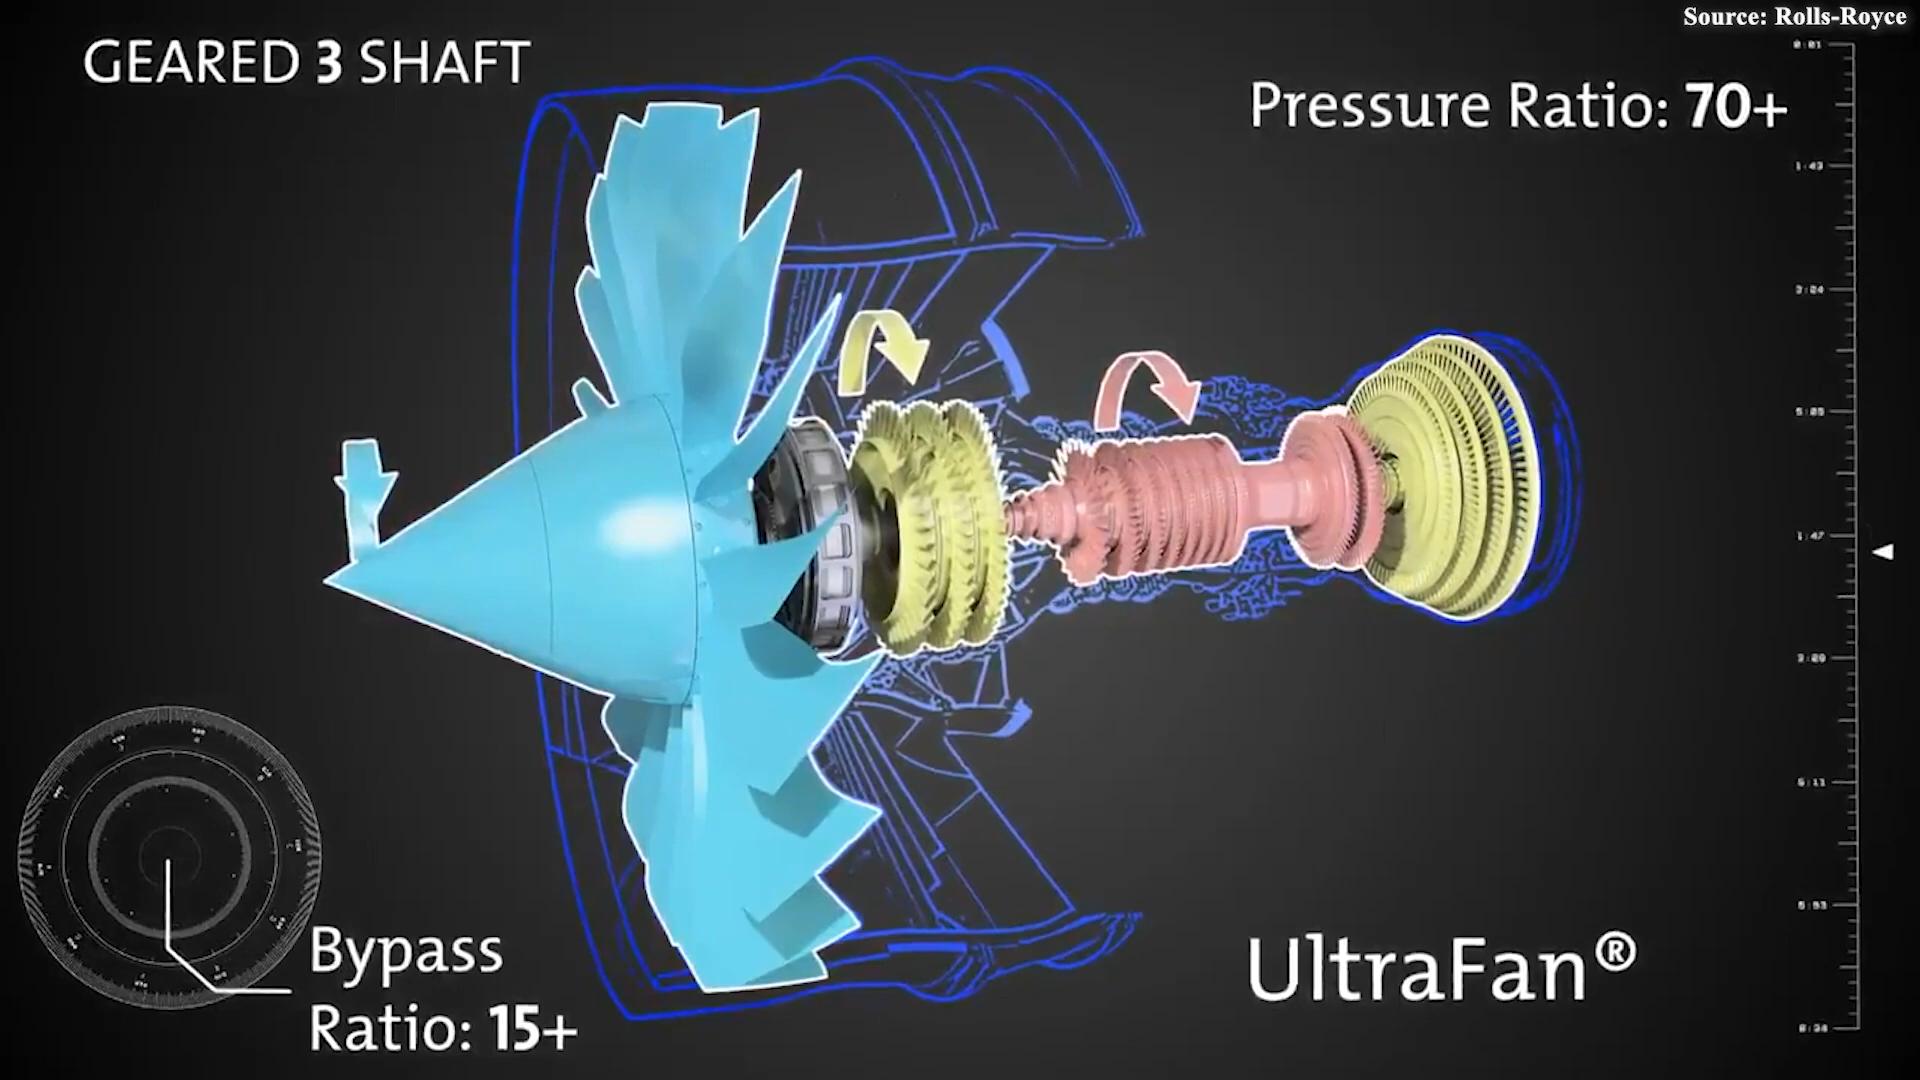 Source: Rolls-Royce
GEARED 3 SHAFT
Pressure Ratio: 70+
Bypass
Ratio: 15+
UltraFan®